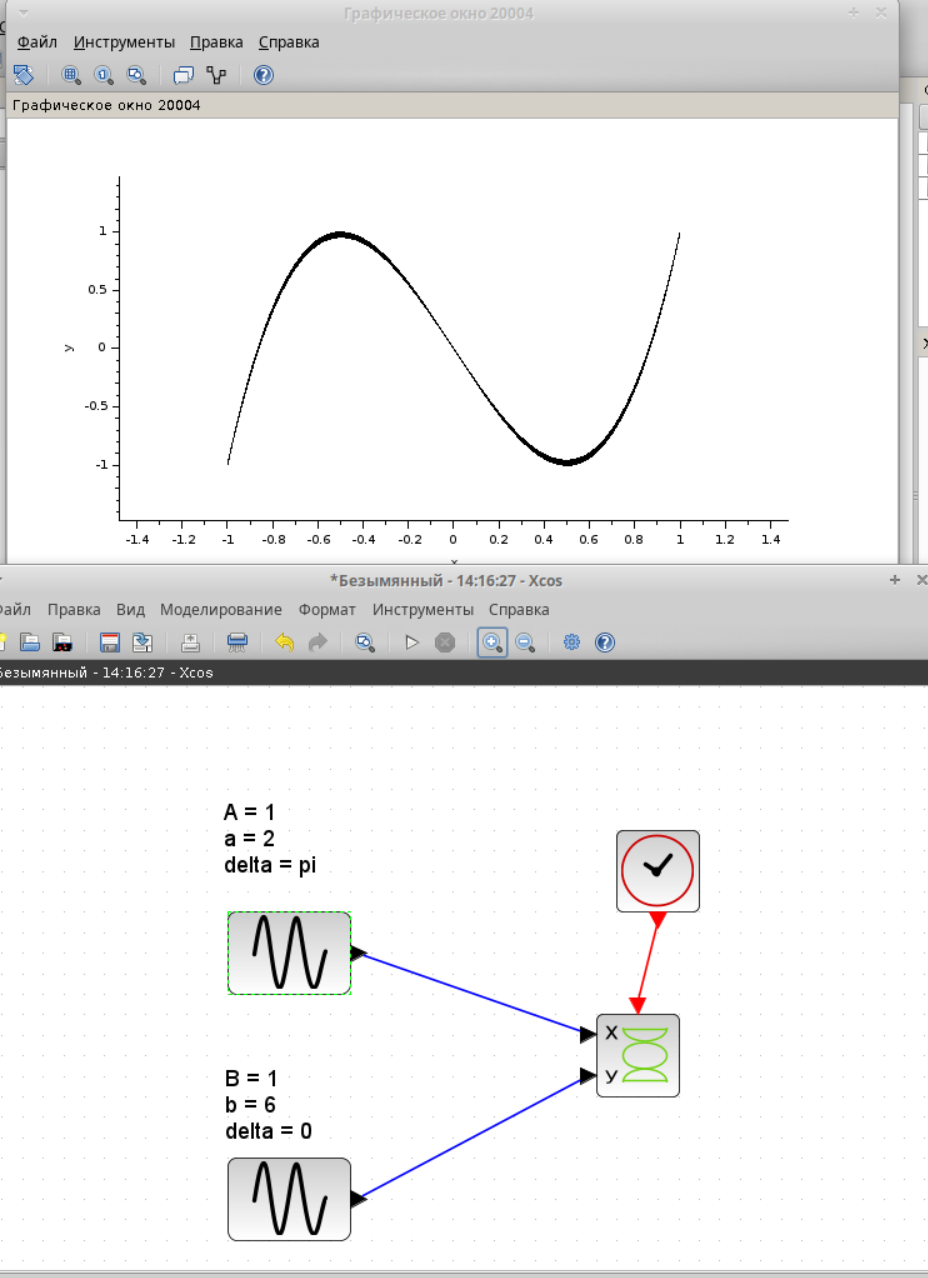 Графическое окно 20004
Файл Инструменты Правка Справка
Графическое окно 20004
1
0.5
0
-0.5
-1
y
-1.4 -1.2 -1 -0.8 -0.6 -0.4 -0.2 0 0.2 0.4 0.6 0.8 1 1.2 1.4
*Безымянный - 14:16:27 - Xcos
айл Правка Вид Моделирование Формат Инструменты Справка
Безымянный - 14:16:27 - Xcos
A = 1
a = 2
delta = pi
X
У
B = 1
b = 6
delta = 0